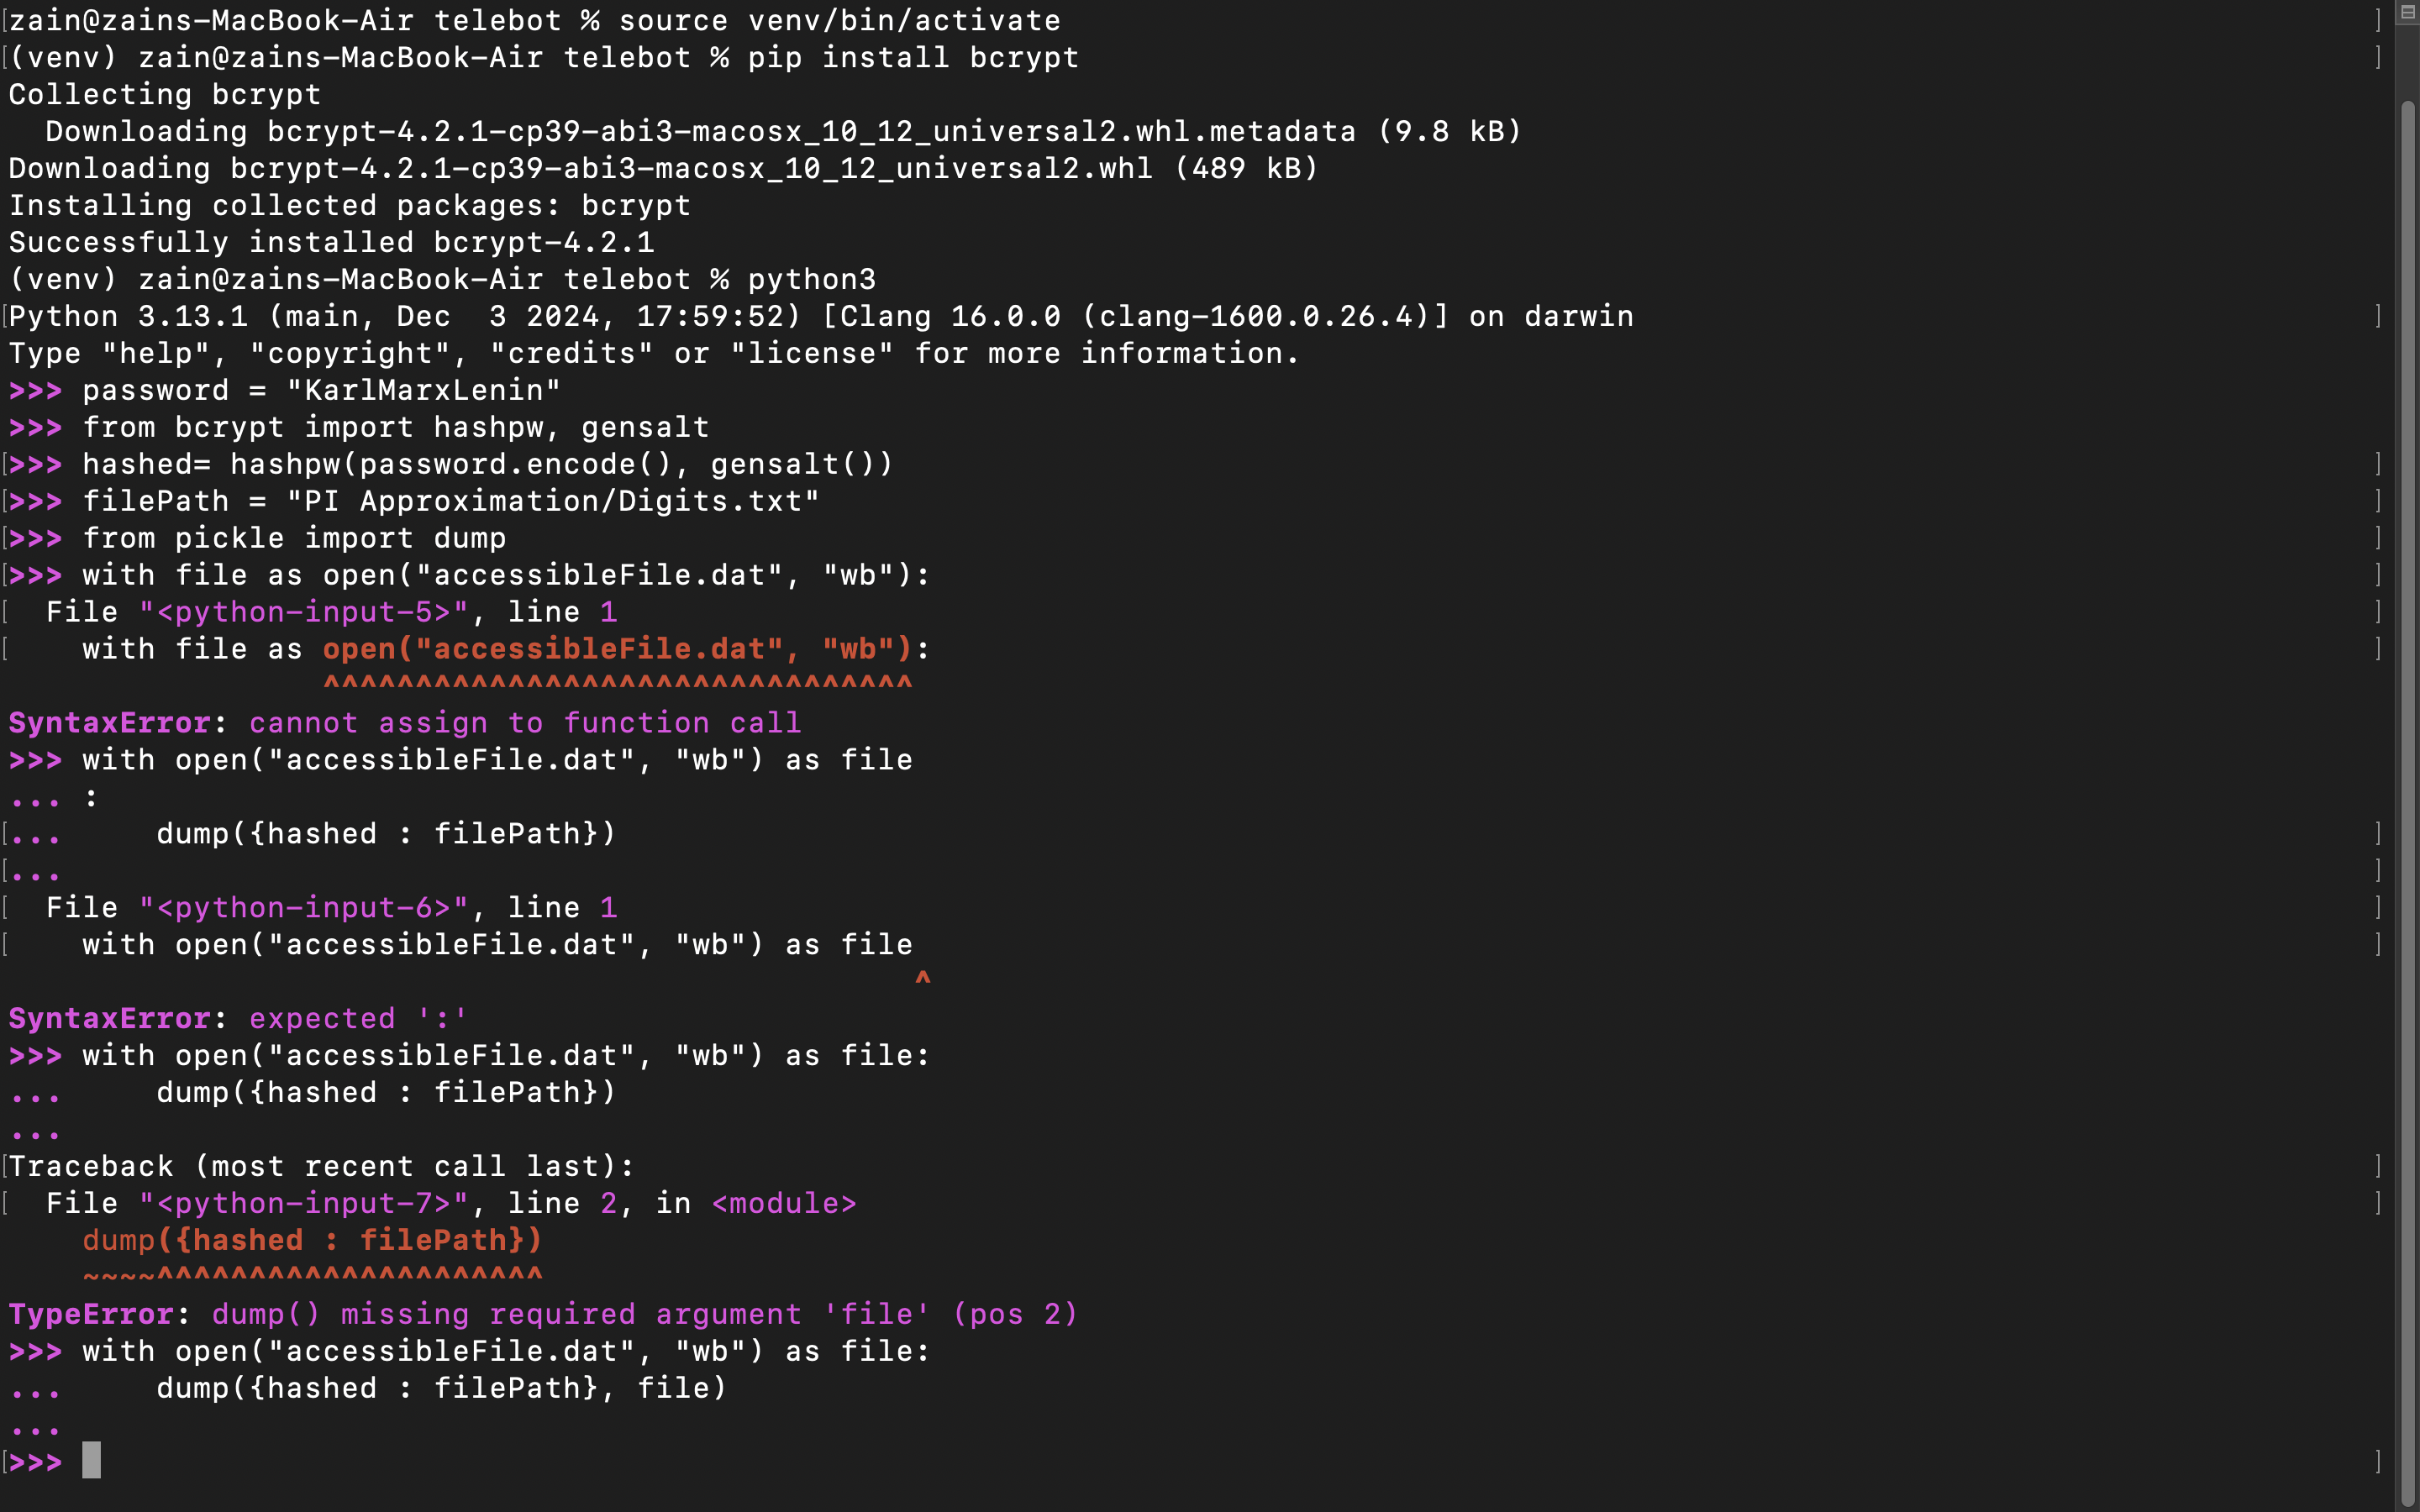 [zain@zains-MacBook-Air telebot % source venv/bin/activate ]
[(venv) zain@zains-MacBook-Air telebot % pip install bcrypt ]
Collecting bcrypt
  Downloading bcrypt-4.2.1-cp39-abi3-macosx_10_12_universal2.whl.metadata (9.8 kB)
Downloading bcrypt-4.2.1-cp39-abi3-macosx_10_12_universal2.whl (489 kB)
Installing collected packages: bcrypt
Successfully installed bcrypt-4.2.1
(venv) zain@zains-MacBook-Air telebot % python3
[Python 3.13.1 (main, Dec  3 2024, 17:59:52) [Clang 16.0.0 (clang-1600.0.26.4)] on darwin ]
Type "help", "copyright", "credits" or "license" for more information.
>>> password = "KarlMarxLenin"
>>> from bcrypt import hashpw, gensalt
[>>> hashed= hashpw(password.encode(), gensalt()) ]
[>>> filePath = "PI Approximation/Digits.txt" ]
[>>> from pickle import dump ]
[>>> with file as open("accessibleFile.dat", "wb"): ]
[  File "<python-input-5>", line 1 ]
[    with file as open("accessibleFile.dat", "wb"): ]
                 ^^^^^^^^^^^^^^^^^^^^^^^^^^^^^^^^
SyntaxError: cannot assign to function call
>>> with open("accessibleFile.dat", "wb") as file
... :
[...     dump({hashed : filePath}) ]
[... ]
[  File "<python-input-6>", line 1 ]
[    with open("accessibleFile.dat", "wb") as file ]
                                                 ^
SyntaxError: expected ':'
>>> with open("accessibleFile.dat", "wb") as file:
...     dump({hashed : filePath})
...
[Traceback (most recent call last): ]
[  File "<python-input-7>", line 2, in <module> ]
    dump({hashed : filePath})
    ~~~~^^^^^^^^^^^^^^^^^^^^^
TypeError: dump() missing required argument 'file' (pos 2)
>>> with open("accessibleFile.dat", "wb") as file:
...     dump({hashed : filePath}, file)
...
[>>> ]